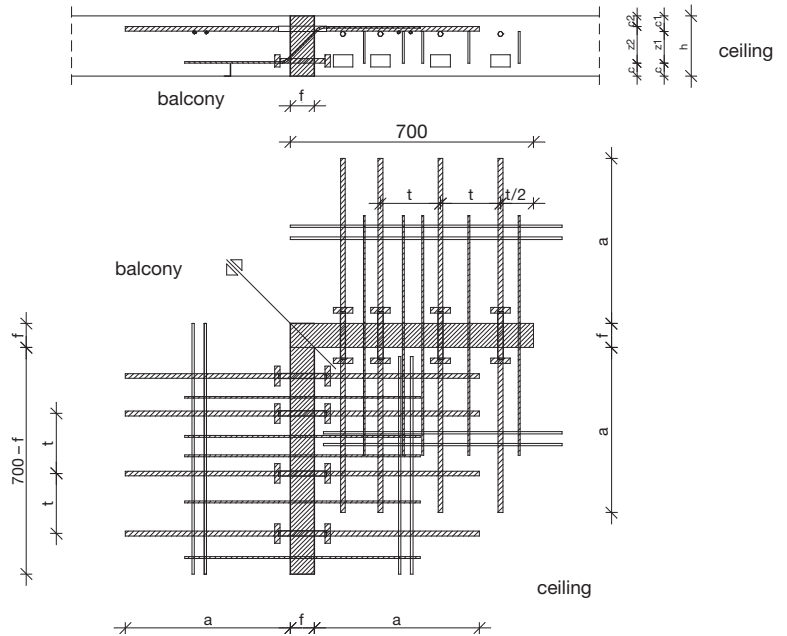 c2
c1
z2
z1
h
c
c
ceiling
balcony
f
700
t
t
t/2
a
balcony
f
f
a
700 – f
t
t
ceiling
a
f
a